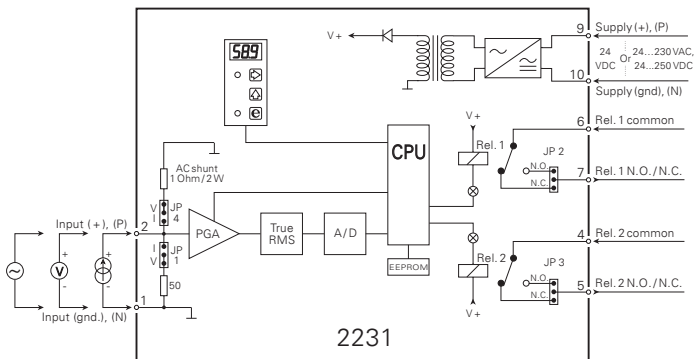 V+
9 Supply (+), (P)
58.9
24 VDC Or 24...230 VAC, 24...250 VDC
10
Supply (gnd), (N)
e
V+
6 Rel. 1 common
CPU
Rel. 1
JP 2
N.O.
7 Rel. 1 N.O./N.C.
N.C.
AC shunt
1 Ohm/2 W
V
I
JP
4
Input (+), (P)
2
PGA
True
RMS
A/D
I
V
JP
1
V
+
-
+
-
50
EEPROM
4 Rel. 2 common
Rel. 2
JP 3
N.O.
5 Rel. 2 N.O./N.C.
N.C.
V+
1
Input (gnd.), (N)
2231